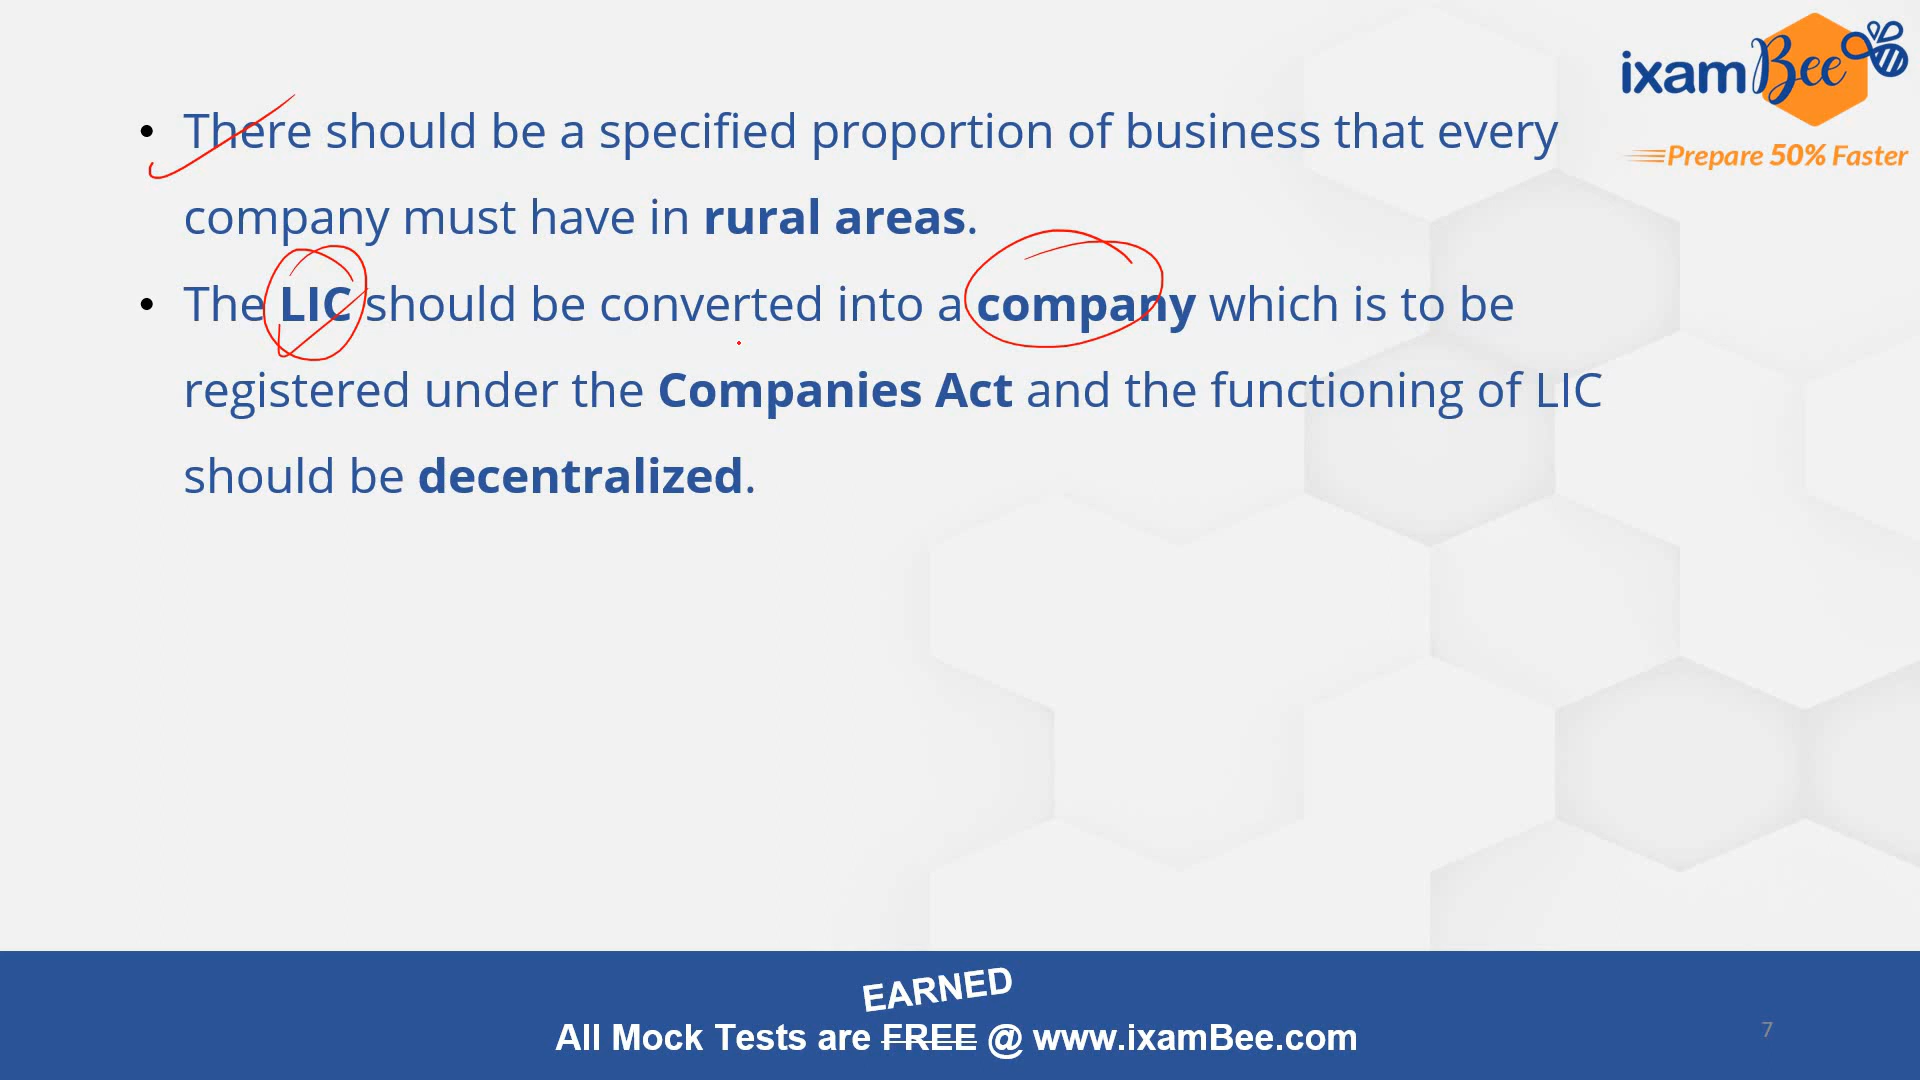 ixamBee
Prepare 50% Faster
• There should be a specified proportion of business that every
company must have in rural areas.
• The LIC should be converted into a company which is to be
registered under the Companies Act and the functioning of LIC
should be decentralized.
EARNED
All Mock Tests are FREE @ www.ixamBee.com
7